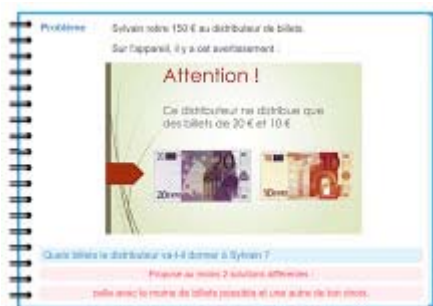 Problème Sylvain retire 150 € au distributeur de billets.
Sur l'appareil, il y a cet avertissement :
Attention !
Ce distributeur ne distribue que
des billets de 20 € et 10 €
Quels billets le distributeur va-t-il donner à Sylvain ?
Propose au moins 2 solutions différentes :
celle avec le moins de billets possible et une autre de ton choix.